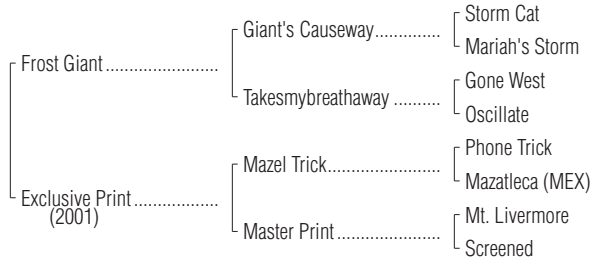 Storm Cat
Giant's Causeway..............
Mariah's Storm
Frost Giant........................
Gone West
Takesmybreathaway ..........
Oscillate
Phone Trick
Mazel Trick........................
Mazatleca (MEX)
Exclusive Print..................
(2001)
Mt. Livermore
Master Print......................
Screened